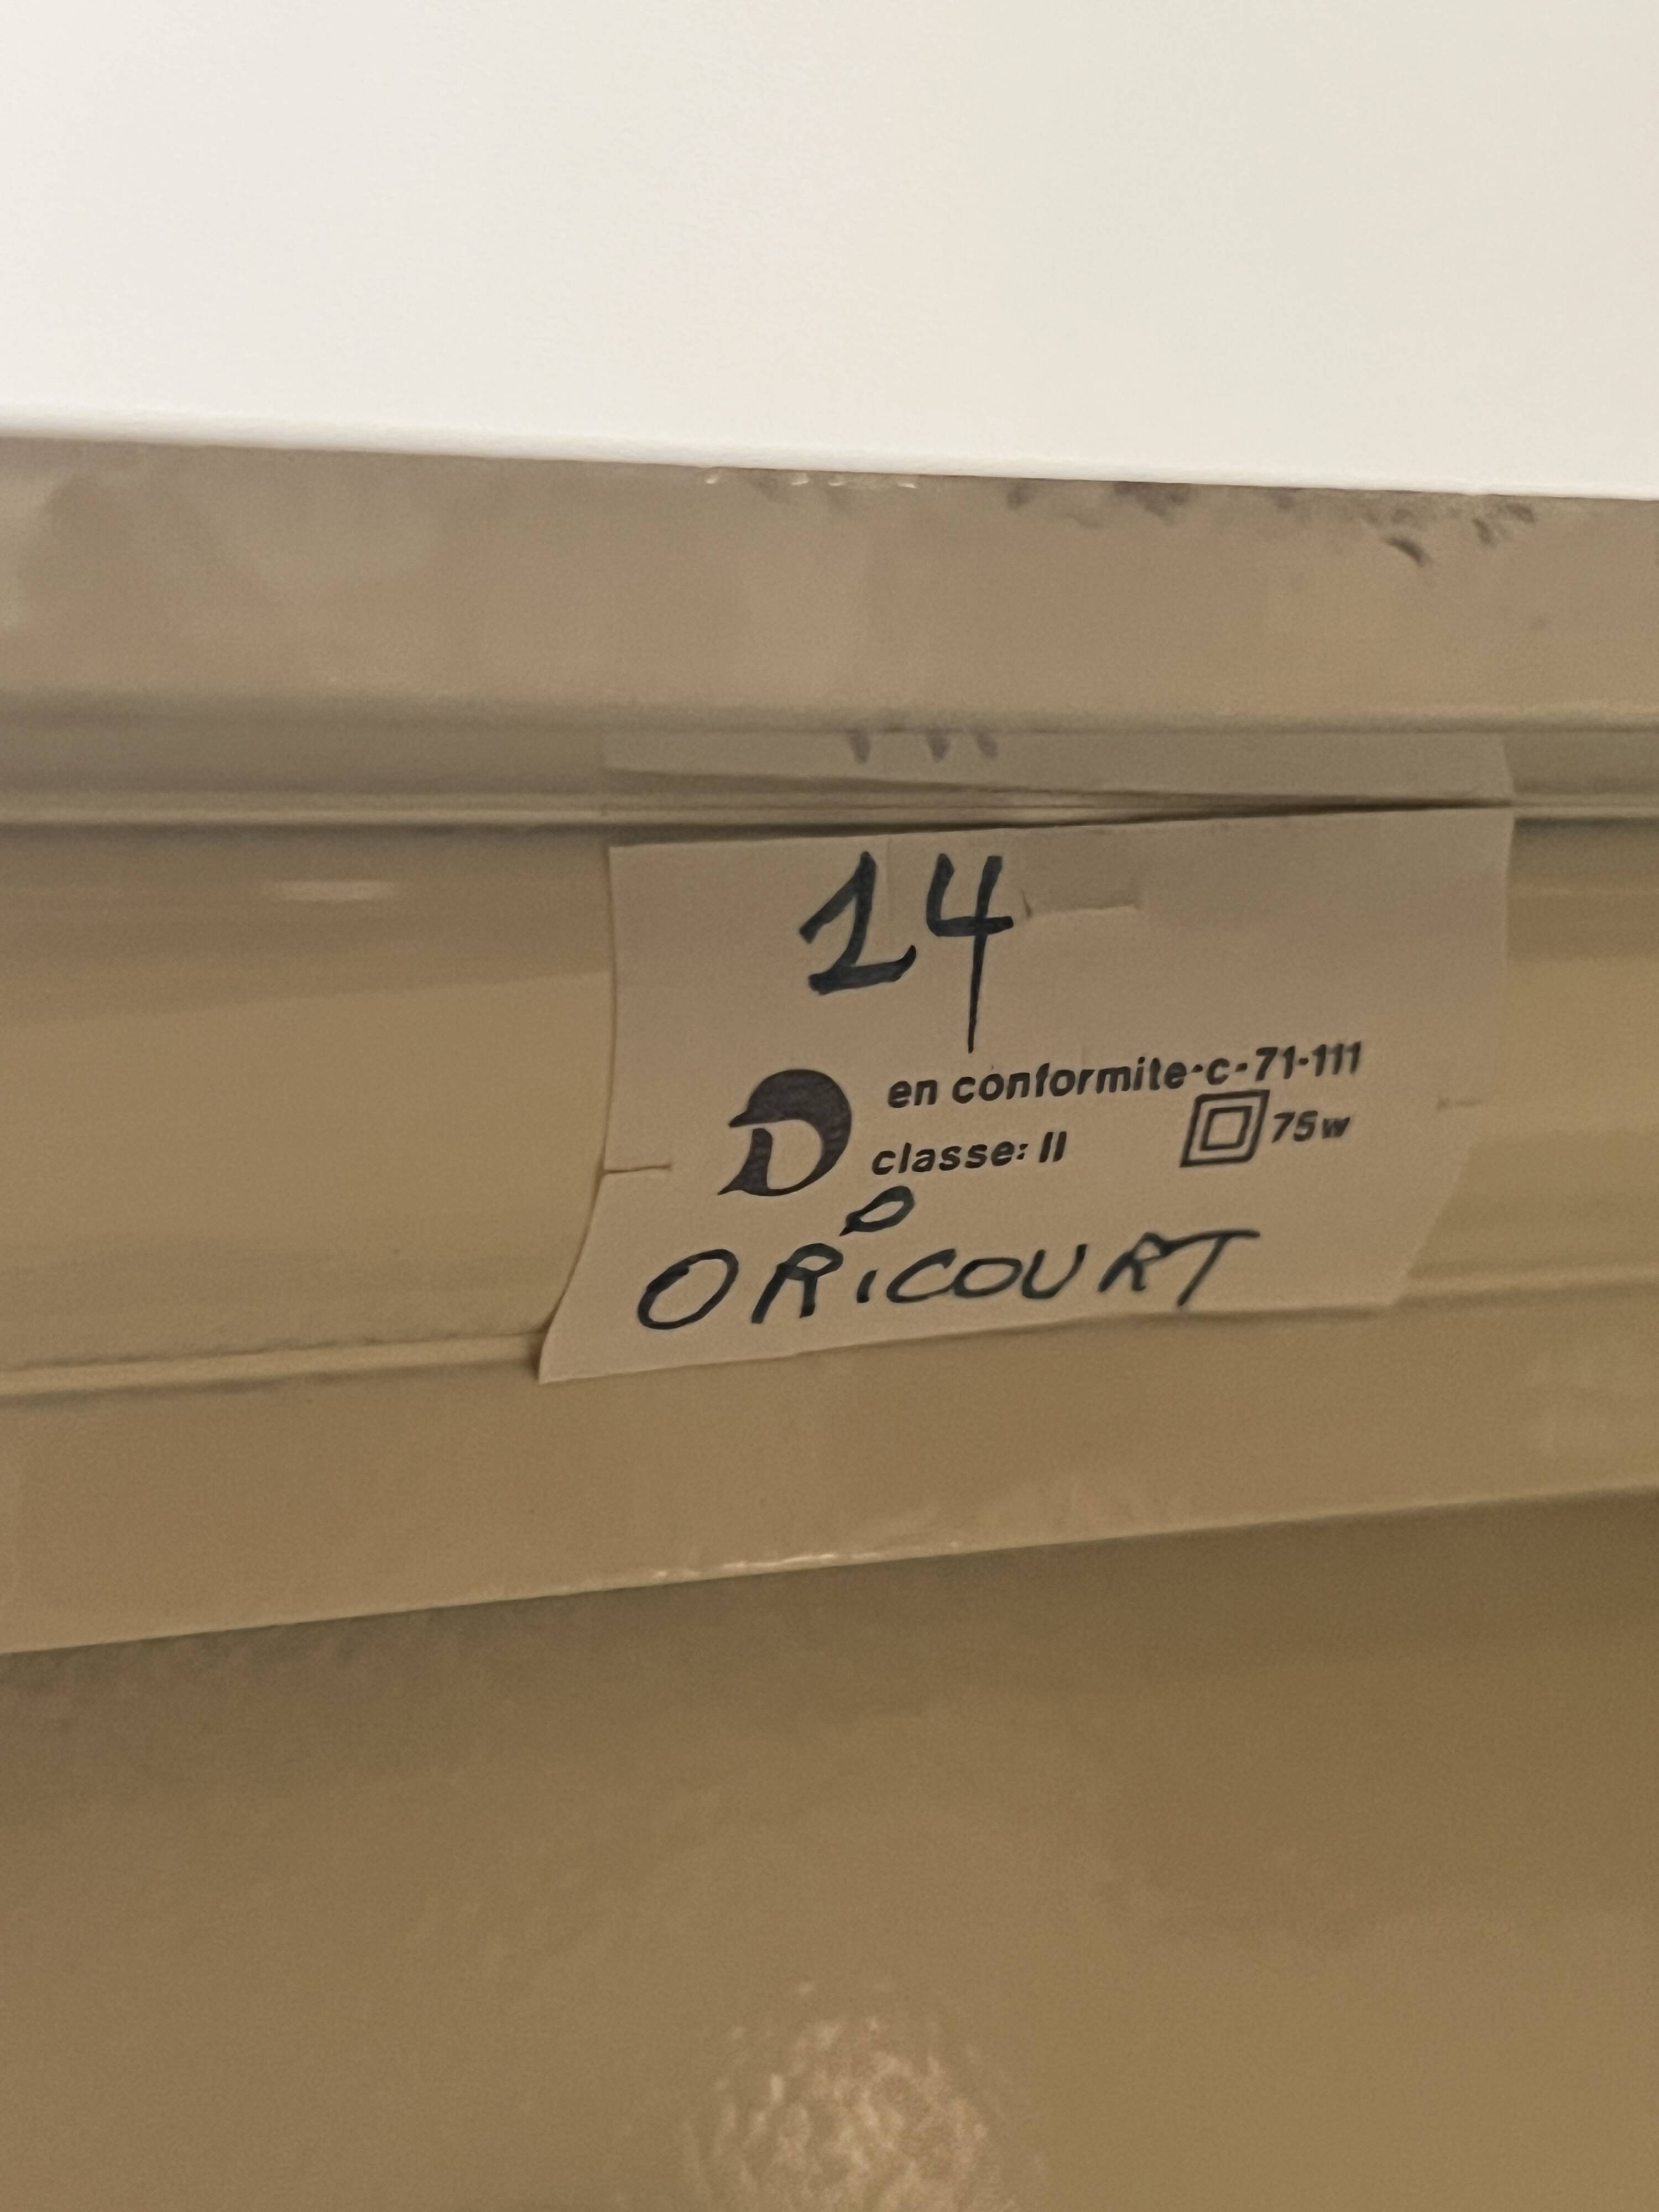 14
D en conformite-c-71-111
classe: II 75w
ORICOURT